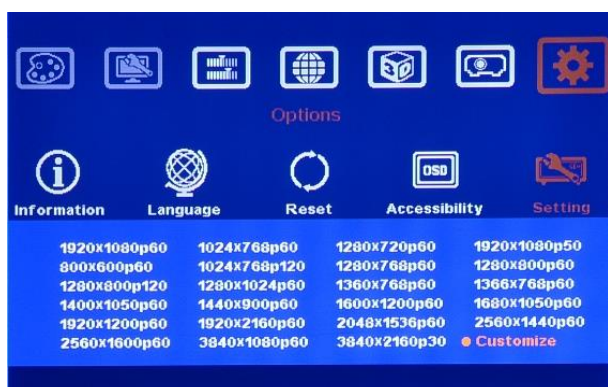 3D
Options
i
OSD
Information Language Reset Accessibility Setting
1920x1080p60 1024x768p60 1280x720p60 1920x1080p50
800x600p60 1024x768p120 1280x768p60 1280x800p60
1280x800p120 1280x1024p60 1360x768p60 1366x768p60
1400x1050p60 1440x900p60 1600x1200p60 1680x1050p60
1920x1200p60 1920x2160p60 2048x1536p60 2560x1440p60
2560x1600p60 3840x1080p60 3840x2160p30 Customize